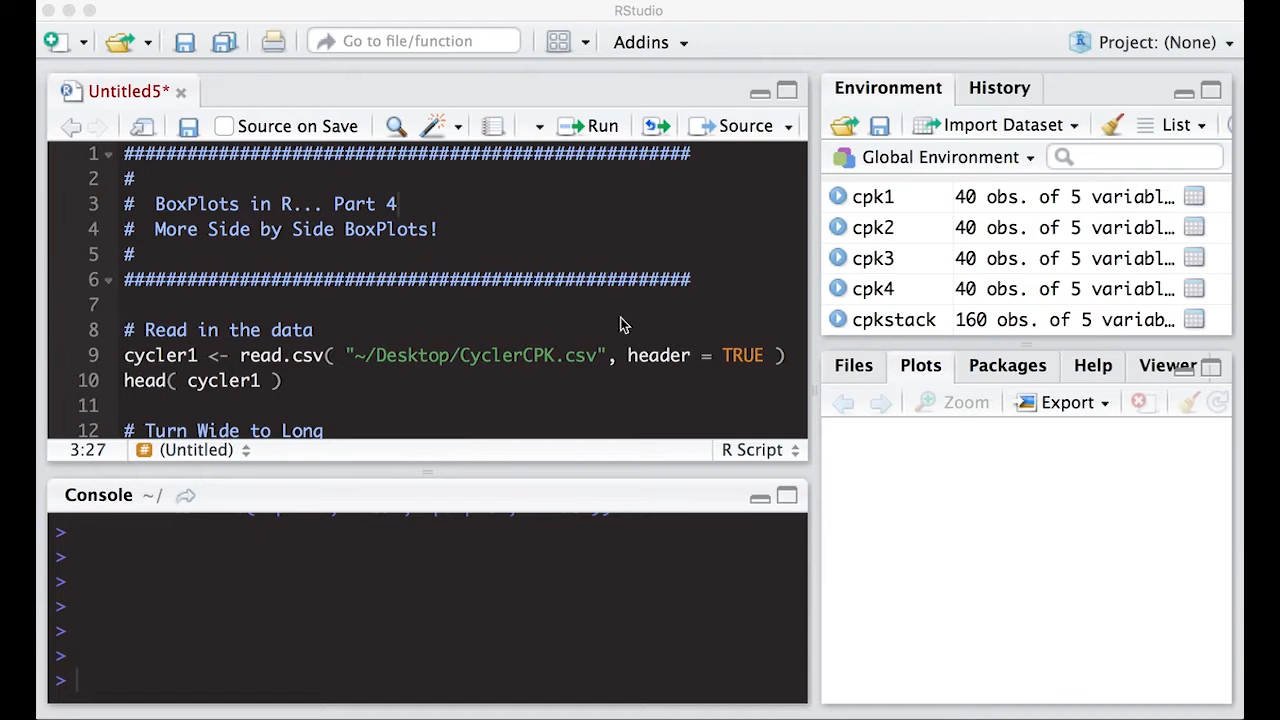 RStudio
Go to file/function
Addins
Project: (None)
Untitled5*
Source on Save
Run
Source
1 ######################################################
2 #
3 #  BoxPlots in R... Part 4
4 #  More Side by Side BoxPlots!
5 #
6 ######################################################
7
8 # Read in the data
9 cycler1 <- read.csv( "~/Desktop/CyclerCPK.csv", header = TRUE )
10 head( cycler1 )
11
12 # Turn Wide to Long
3:27
# (Untitled)
R Script
Console ~/
>
>
>
>
>
>
>
Environment
History
Import Dataset
List
Global Environment
cpk1 40 obs. of 5 variabl…
cpk2 40 obs. of 5 variabl…
cpk3 40 obs. of 5 variabl…
cpk4 40 obs. of 5 variabl…
cpkstack 160 obs. of 5 variab…
Files
Plots
Packages
Help
Viewer
Zoom
Export